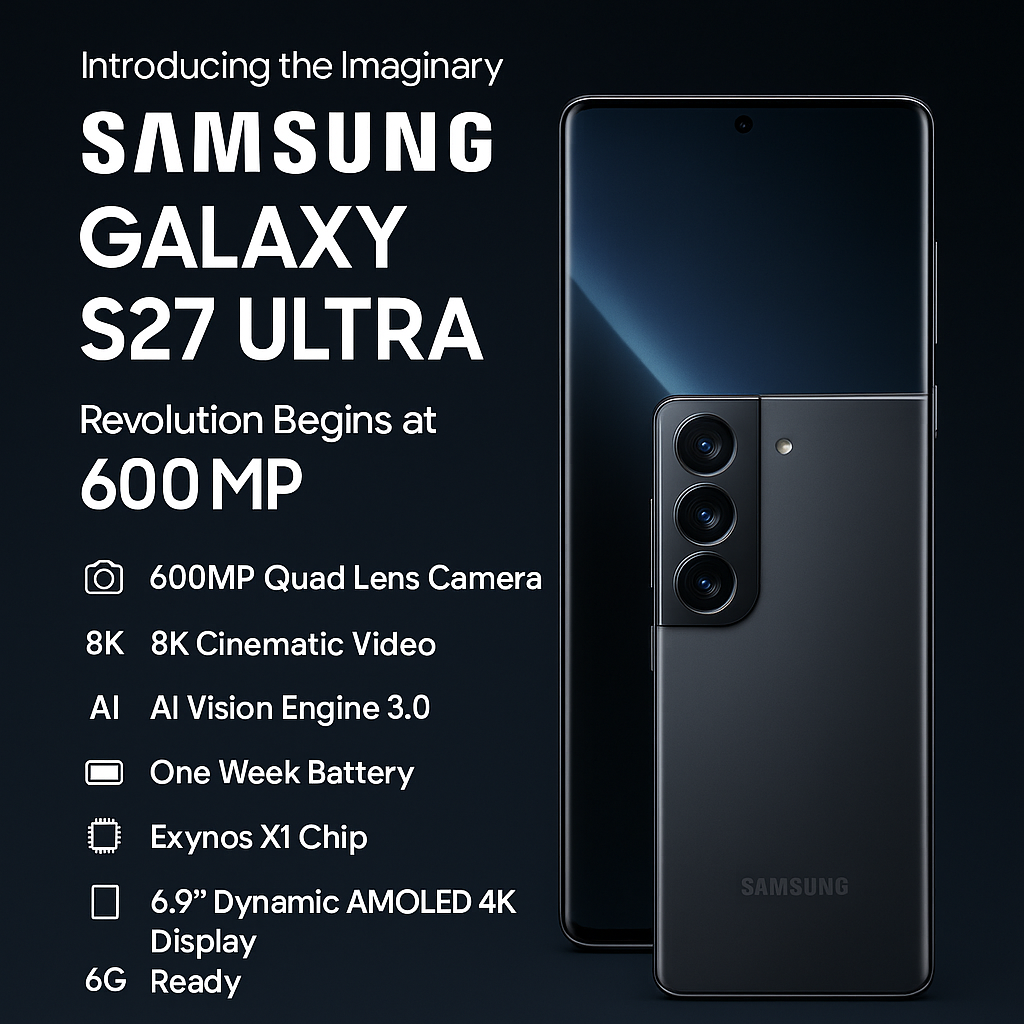 Introducing the Imaginary
SAMSUNG
GALAXY
S27 ULTRA
Revolution Begins at
600 MP
600MP Quad Lens Camera
8K 8K Cinematic Video
AI AI Vision Engine 3.0
One Week Battery
Exynos X1 Chip
6.9” Dynamic AMOLED 4K
Display
6G Ready
SAMSUNG